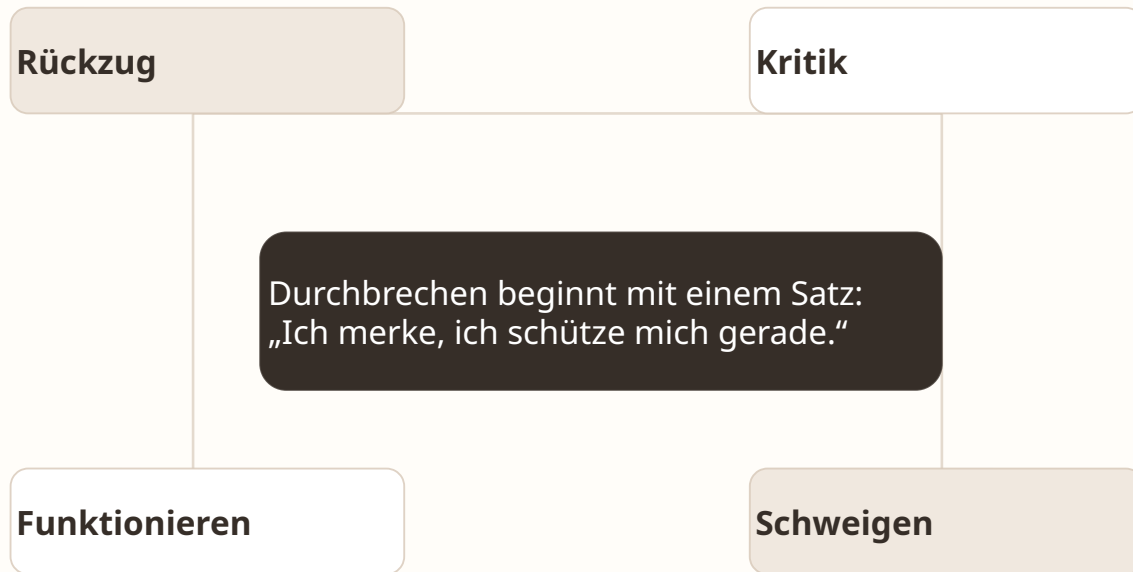 Rückzug
Kritik
Durchbrechen beginnt mit einem Satz:
„Ich merke, ich schütze mich gerade.“
Funktionieren
Schweigen